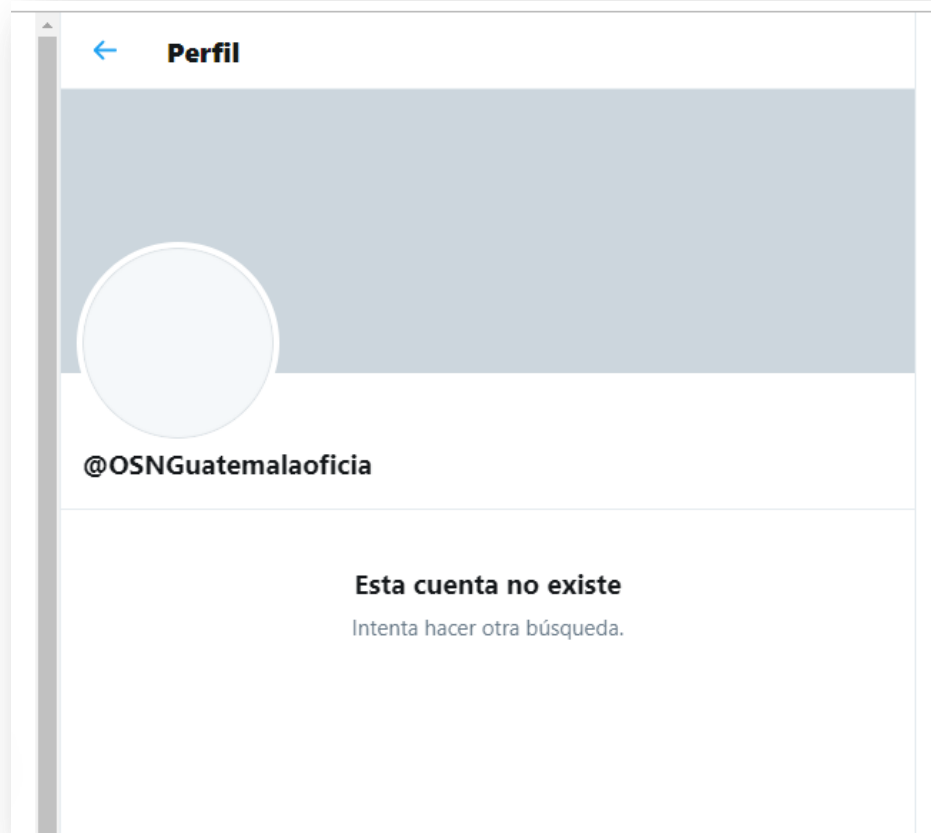 Perfil
@OSNGuatemalaoficia
Esta cuenta no existe
Intenta hacer otra búsqueda.